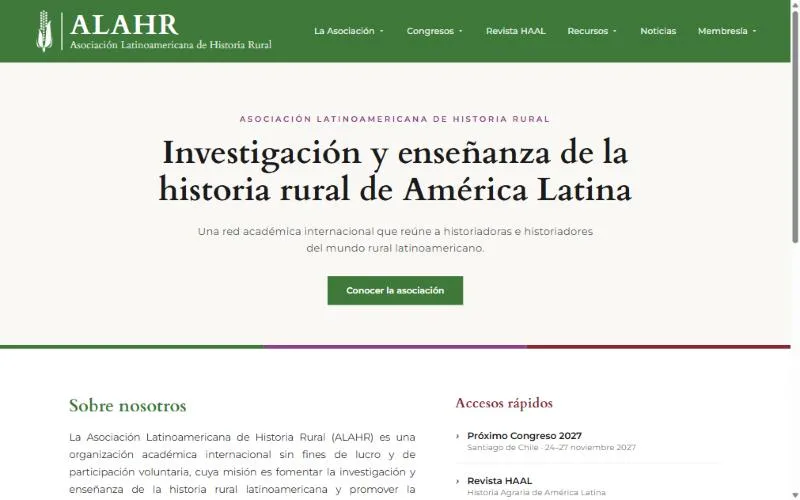 ALAHR
Asociación Latinoamericana de Historia Rural
La Asociación
Congresos
Revista HAAL
Recursos
Noticias
Membresía
ASOCIACIÓN LATINOAMERICANA DE HISTORIA RURAL
Investigación y enseñanza de la
historia rural de América Latina
Una red académica internacional que reúne a historiadoras e historiadores
del mundo rural latinoamericano.
Conocer la asociación
Sobre nosotros
La Asociación Latinoamericana de Historia Rural (ALAHR) es una
organización académica internacional sin fines de lucro y de
participación voluntaria, cuya misión es fomentar la investigación y
enseñanza de la historia rural latinoamericana y promover la
Accesos rápidos
› Próximo Congreso 2027
Santiago de Chile · 24–27 noviembre 2027
› Revista HAAL
Historia Agraria de América Latina